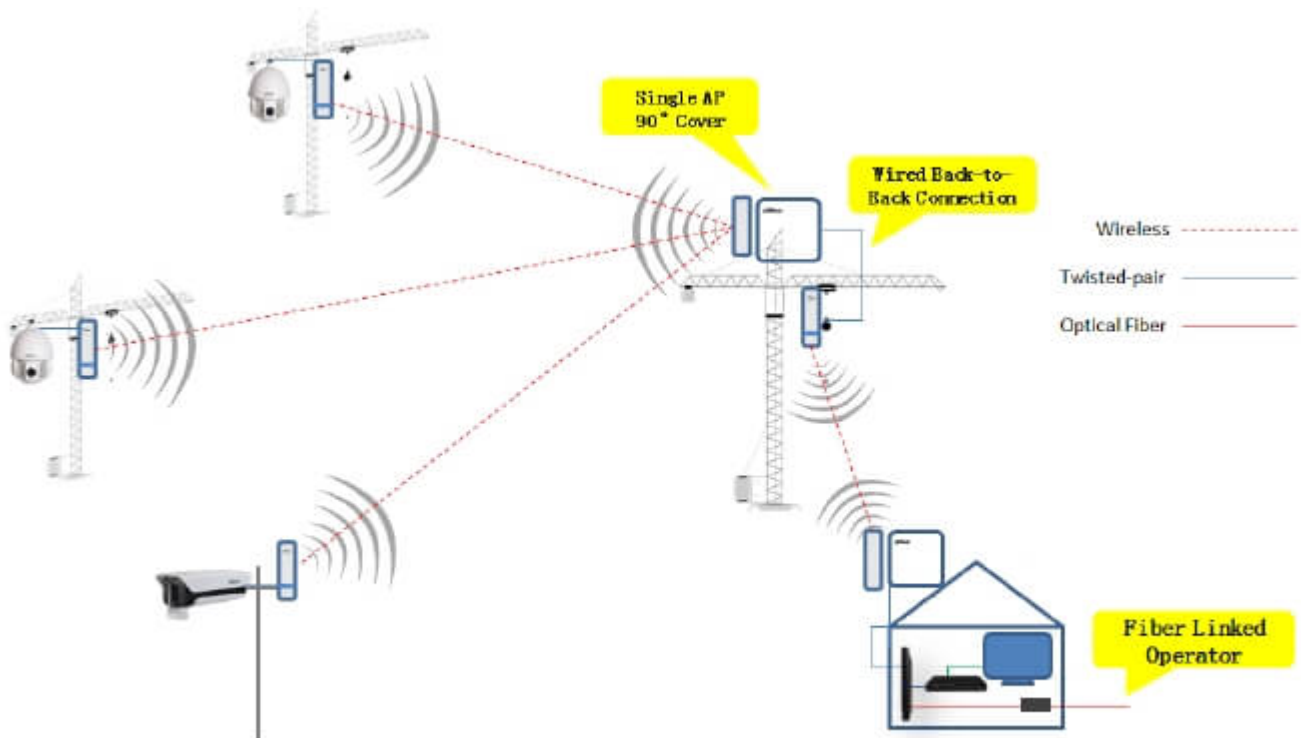 Single AP
90° Cover
Wired Back-to-
Back Connection
Wireless
Twisted-pair
Optical Fiber
Fiber Linked
Operator